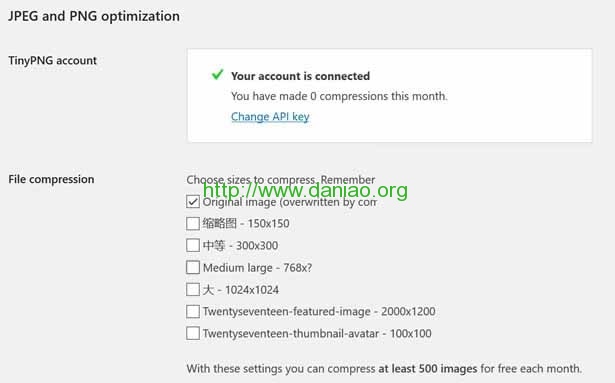 JPEG and PNG optimization
TinyPNG account
Your account is connected
You have made 0 compressions this month.
Change API key
File compression
Choose sizes to compress. Remember
http://www.daniao.org
Original image (overwritten by com
缩略图 - 150x150
中等 - 300x300
Medium large - 768x?
大 - 1024x1024
Twentyseventeen-featured-image - 2000x1200
Twentyseventeen-thumbnail-avatar - 100x100
With these settings you can compress at least 500 images for free each month.